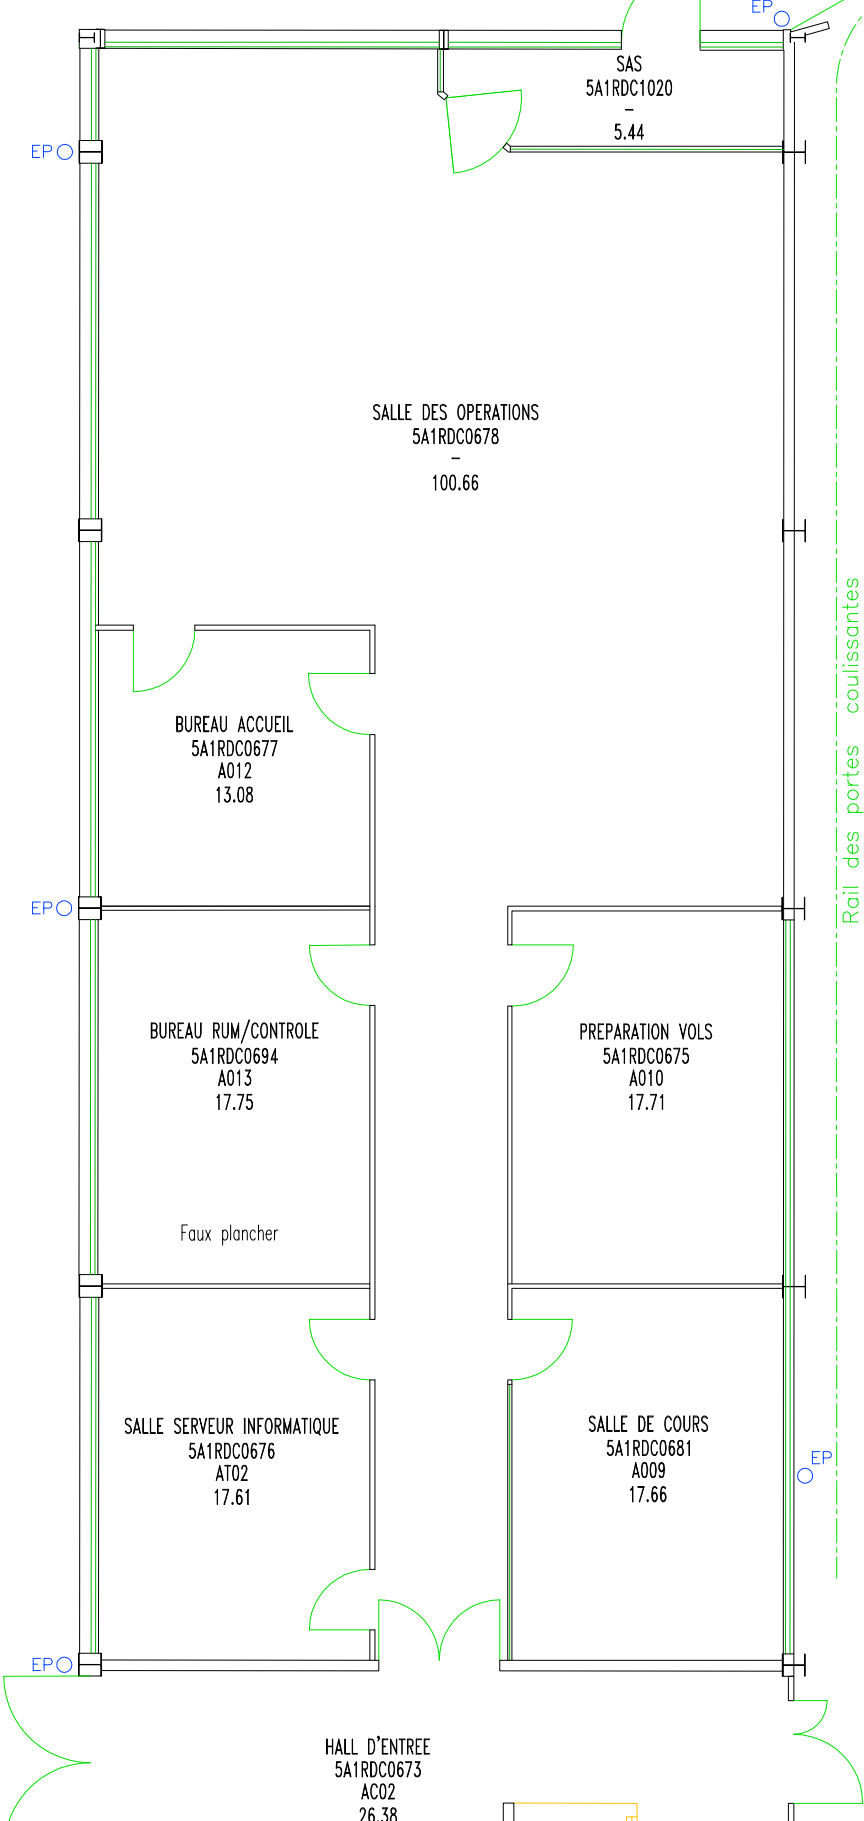 EP
SAS
5A1RDC1020
-
5.44
EP
SALLE DES OPERATIONS
5A1RDC0678
-
100.66
Rail des portes coulissantes
BUREAU ACCUEIL
5A1RDC0677
A012
13.08
EP
BUREAU RUM/CONTROLE
5A1RDC0694
A013
17.75
PREPARATION VOLS
5A1RDC0675
A010
17.71
Faux plancher
SALLE SERVEUR INFORMATIQUE
5A1RDC0676
AT02
17.61
SALLE DE COURS
5A1RDC0681
A009
17.66
EP
EP
HALL D'ENTREE
5A1RDC0673
AC02
26.38